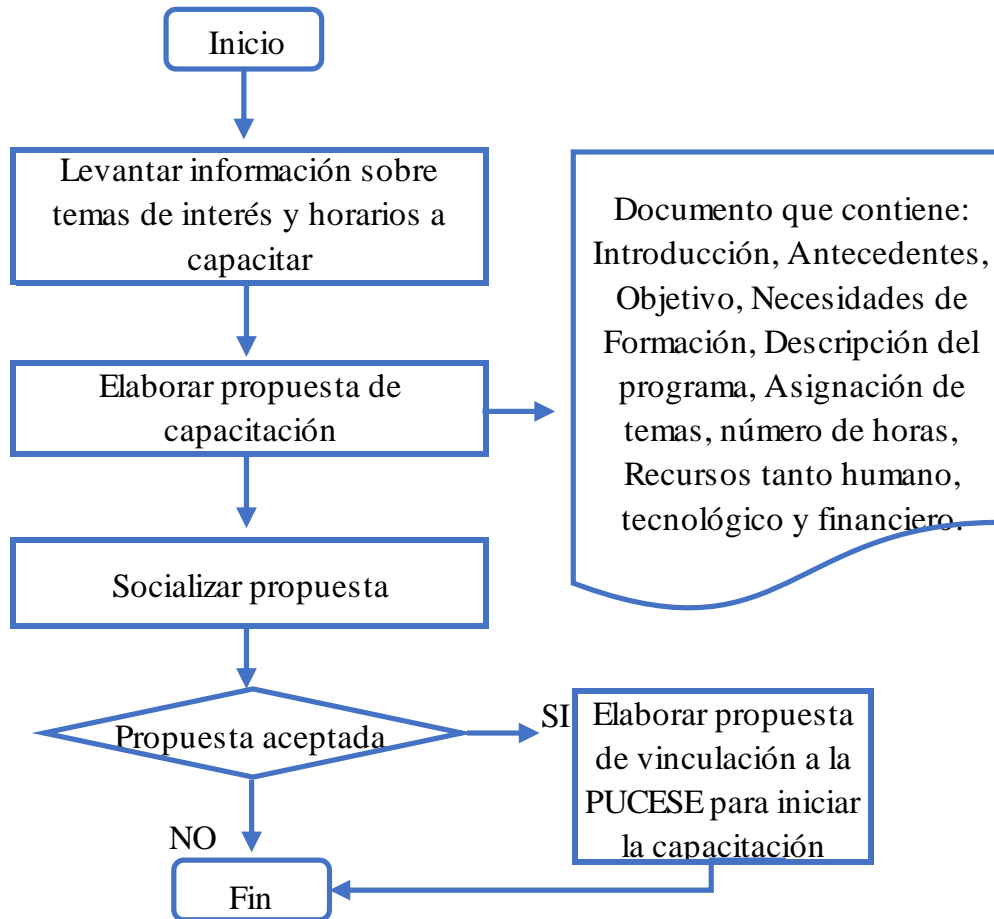 Inicio
Levantar información sobre
temas de interés y horarios a
capacitar
Documento que contiene:
Introducción, Antecedentes,
Objetivo, Necesidades de
Formación, Descripción del
programa, Asignación de
temas, número de horas,
Recursos tanto humano,
tecnológico y financiero.
Elaborar propuesta de
capacitación
Socializar propuesta
Propuesta aceptada
SI
Elaborar propuesta
de vinculación a la
PUCESE para iniciar
la capacitación
NO
Fin